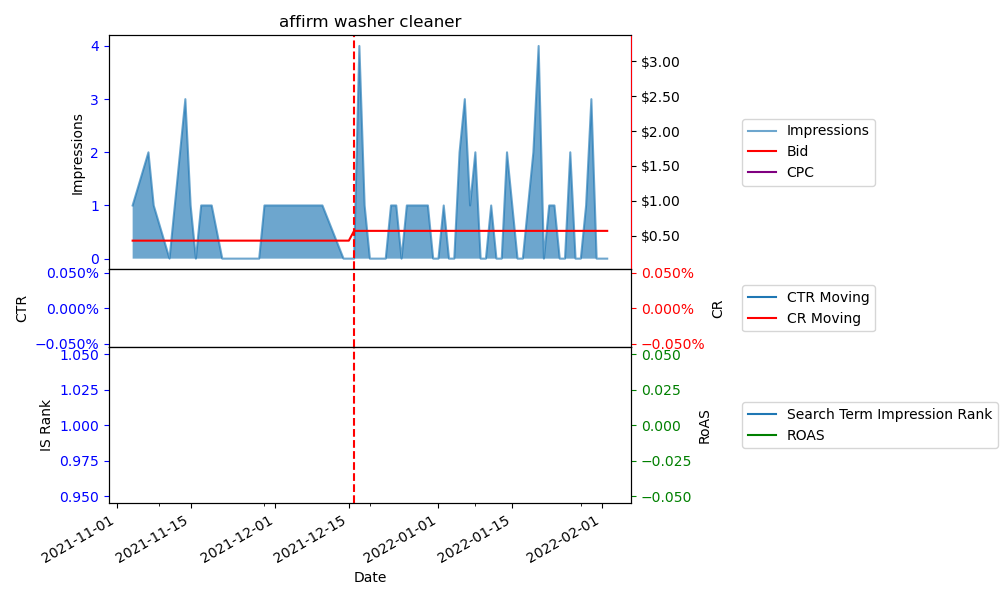 affirm washer cleaner
Impressions
4
3
2
1
0
$3.00
$2.50
$2.00
$1.50
$1.00
$0.50
Impressions
Bid
CPC
CTR
0.050%
0.000%
−0.050%
0.050%
0.000%
−0.050%
CR
CTR Moving
CR Moving
IS Rank
1.050
1.025
1.000
0.975
0.950
0.050
0.025
0.000
−0.025
−0.050
RoAS
Search Term Impression Rank
ROAS
2021-11-01
2021-11-15
2021-12-01
2021-12-15
2022-01-01
2022-01-15
2022-02-01
Date